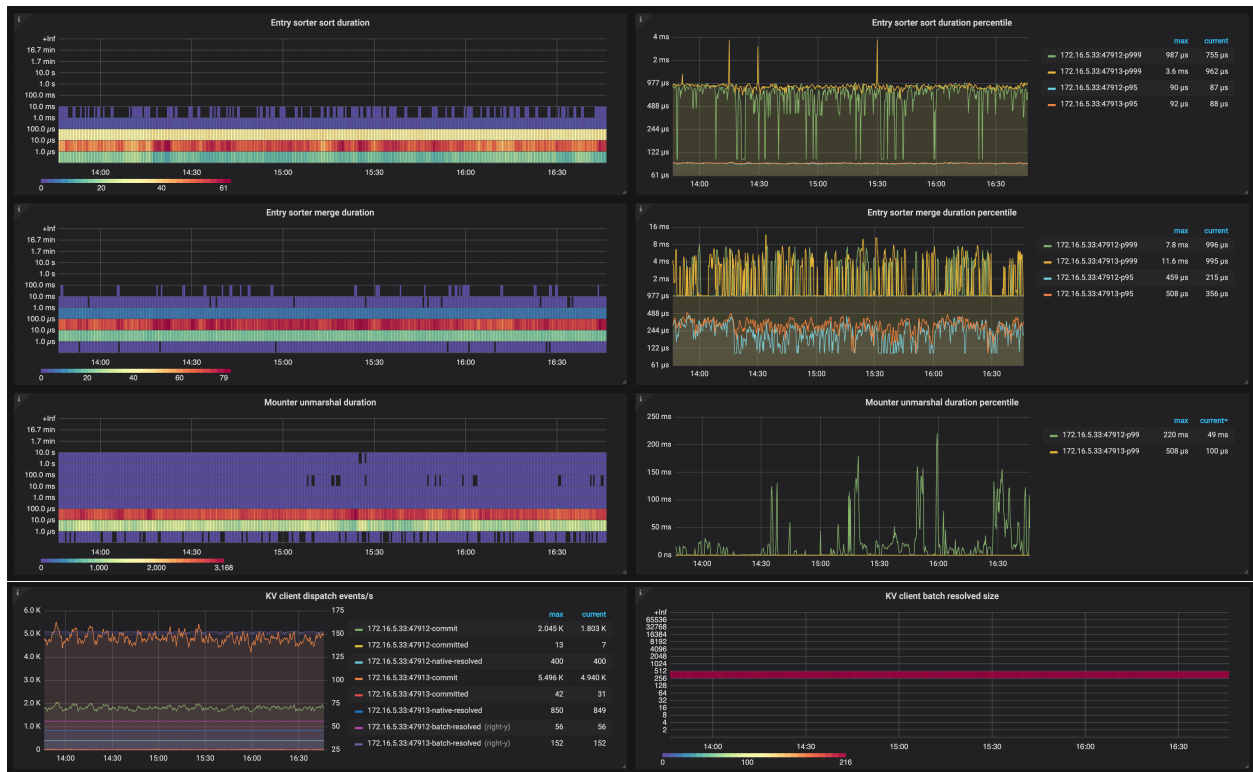 Entry sorter sort duration
+Inf
16.7 min
1.7 min
10.0 s
1.0 s
100.0 ms
10.0 ms
1.0 ms
100.0 µs
10.0 µs
1.0 µs
14:00 14:30 15:00 15:30 16:00 16:30
0 20 40 61
Entry sorter sort duration percentile
4 ms
2 ms
977 µs
488 µs
244 µs
122 µs
61 µs
14:00 14:30 15:00 15:30 16:00 16:30
max current
172.16.5.33:47912-p999 987 µs 755 µs
172.16.5.33:47913-p999 3.6 ms 962 µs
172.16.5.33:47912-p95 90 µs 87 µs
172.16.5.33:47913-p95 92 µs 88 µs
Entry sorter merge duration
+Inf
16.7 min
1.7 min
10.0 s
1.0 s
100.0 ms
10.0 ms
1.0 ms
100.0 µs
10.0 µs
1.0 µs
14:00 14:30 15:00 15:30 16:00 16:30
0 20 40 60 79
Entry sorter merge duration percentile
16 ms
8 ms
4 ms
2 ms
977 µs
488 µs
244 µs
122 µs
61 µs
14:00 14:30 15:00 15:30 16:00 16:30
max current
172.16.5.33:47912-p999 7.8 ms 996 µs
172.16.5.33:47913-p999 11.6 ms 995 µs
172.16.5.33:47912-p95 459 µs 215 µs
172.16.5.33:47913-p95 508 µs 356 µs
Mounter unmarshal duration
+Inf
16.7 min
1.7 min
10.0 s
1.0 s
100.0 ms
10.0 ms
1.0 ms
100.0 µs
10.0 µs
1.0 µs
14:00 14:30 15:00 15:30 16:00 16:30
0 1,000 2,000 3,168
Mounter unmarshal duration percentile
250 ms
200 ms
150 ms
100 ms
50 ms
0 ns
14:00 14:30 15:00 15:30 16:00 16:30
max current
172.16.5.33:47912-p99 220 ms 49 ms
172.16.5.33:47913-p99 508 µs 100 µs
KV client dispatch events/s
6.0 K 175
5.0 K 150
4.0 K 125
3.0 K 100
2.0 K 75
1.0 K 50
0 25
14:00 14:30 15:00 15:30 16:00 16:30
max current
172.16.5.33:47912-commit 2.045 K 1.803 K
172.16.5.33:47912-committed 13 7
172.16.5.33:47912-native-resolved 400 400
172.16.5.33:47913-commit 5.496 K 4.940 K
172.16.5.33:47913-committed 42 31
172.16.5.33:47913-native-resolved 850 849
172.16.5.33:47912-batch-resolved (right-y) 56 56
172.16.5.33:47913-batch-resolved (right-y) 152 152
KV client batch resolved size
+Inf
65536
32768
16384
8192
4096
2048
1024
512
256
128
64
32
16
8
4
2
14:00 14:30 15:00 15:30 16:00 16:30
0 100 216